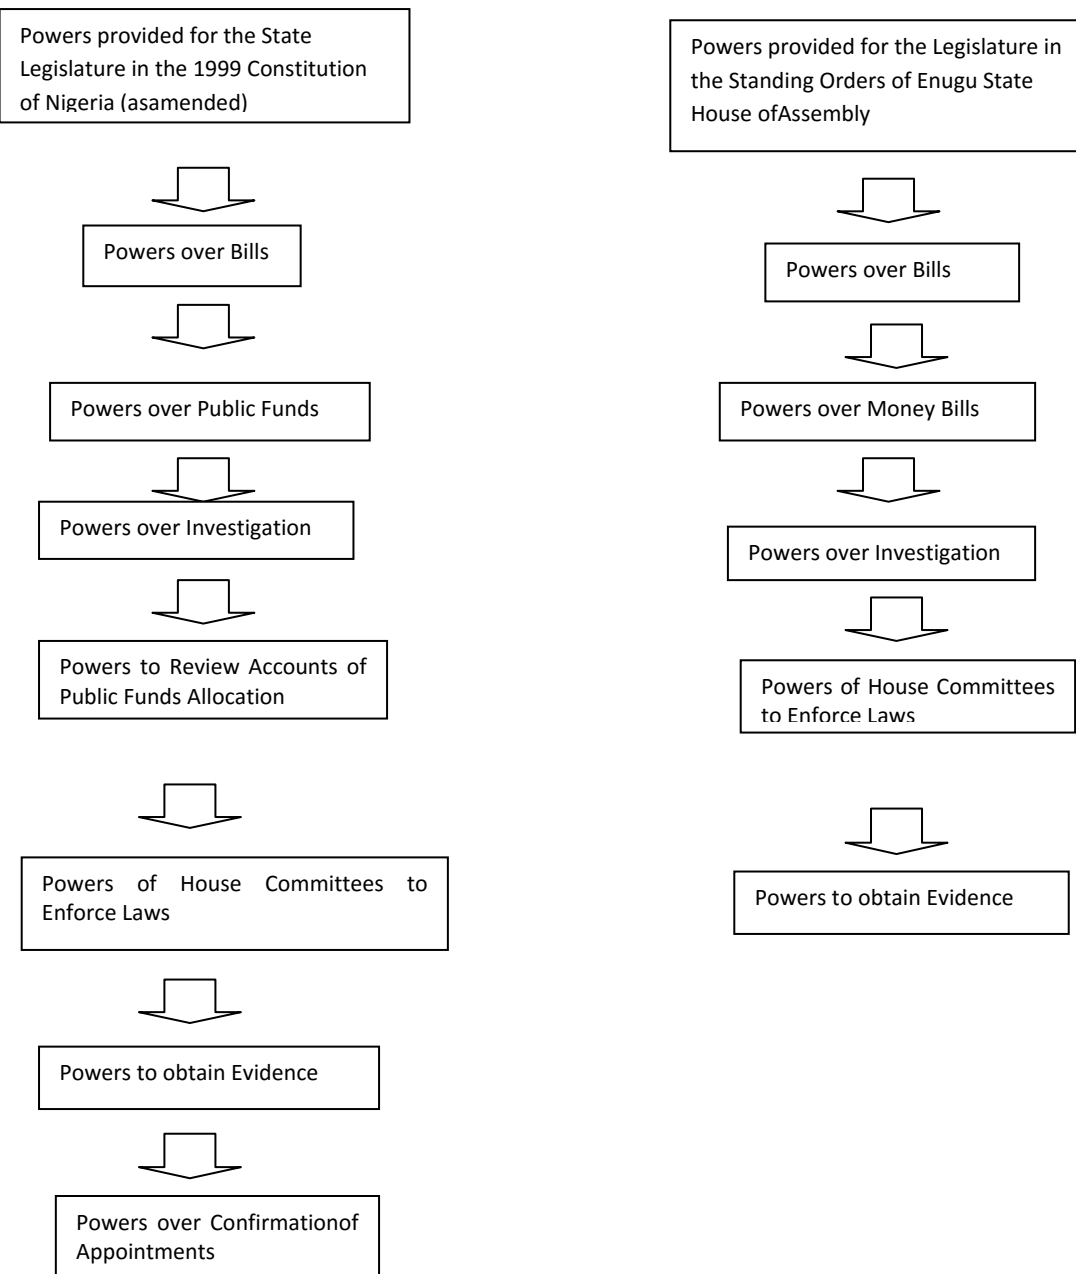 Powers provided for the State
Legislature in the 1999 Constitution
of Nigeria (asamended)
Powers over Bills
Powers over Public Funds
Powers over Investigation
Powers to Review Accounts of
Public Funds Allocation
Powers of House Committees to
Enforce Laws
Powers to obtain Evidence
Powers over Confirmationof
Appointments
Powers provided for the Legislature in
the Standing Orders of Enugu State
House ofAssembly
Powers over Bills
Powers over Money Bills
Powers over Investigation
Powers of House Committees
to Enforce Laws
Powers to obtain Evidence